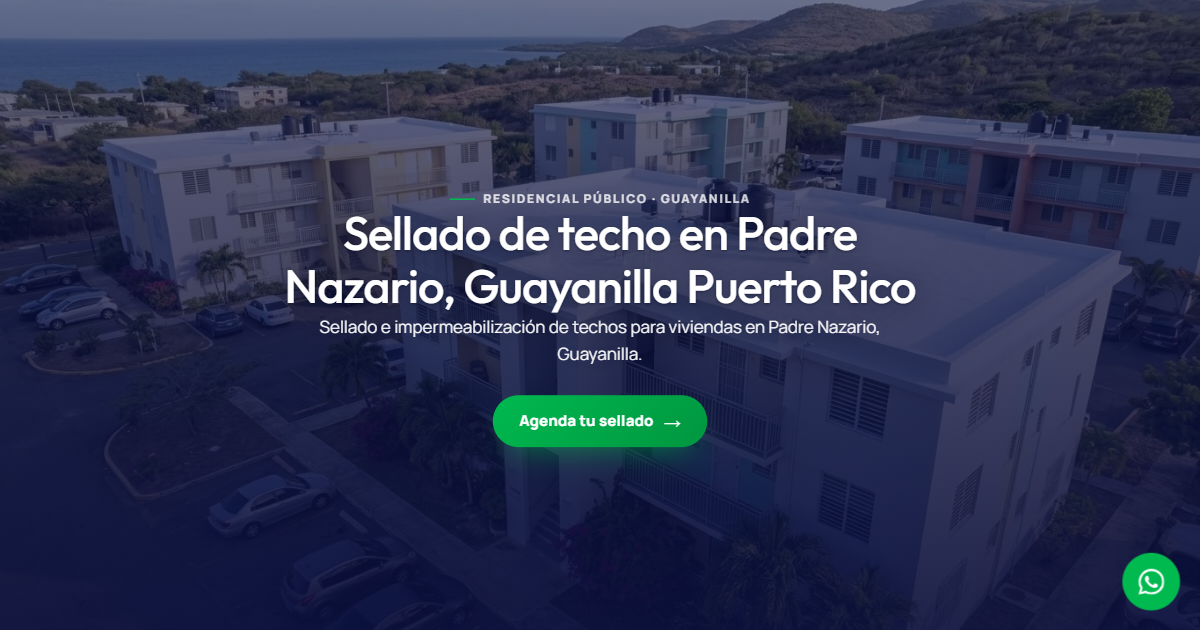 RESIDENCIAL PÚBLICO · GUAYANILLA
Sellado de techo en Padre
Nazario, Guayanilla Puerto Rico
Sellado e impermeabilización de techos para viviendas en Padre Nazario,
Guayanilla.
Agenda tu sellado →